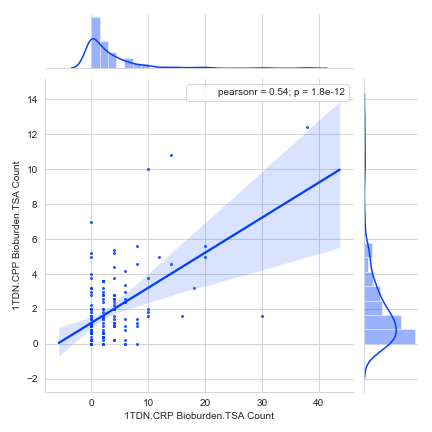 pearsonr = 0.54; p = 1.8e-12
14
12
10
8
6
4
2
0
−2
1TDN.CPP Bioburden.TSA Count
0 10 20 30 40
1TDN.CRP Bioburden.TSA Count